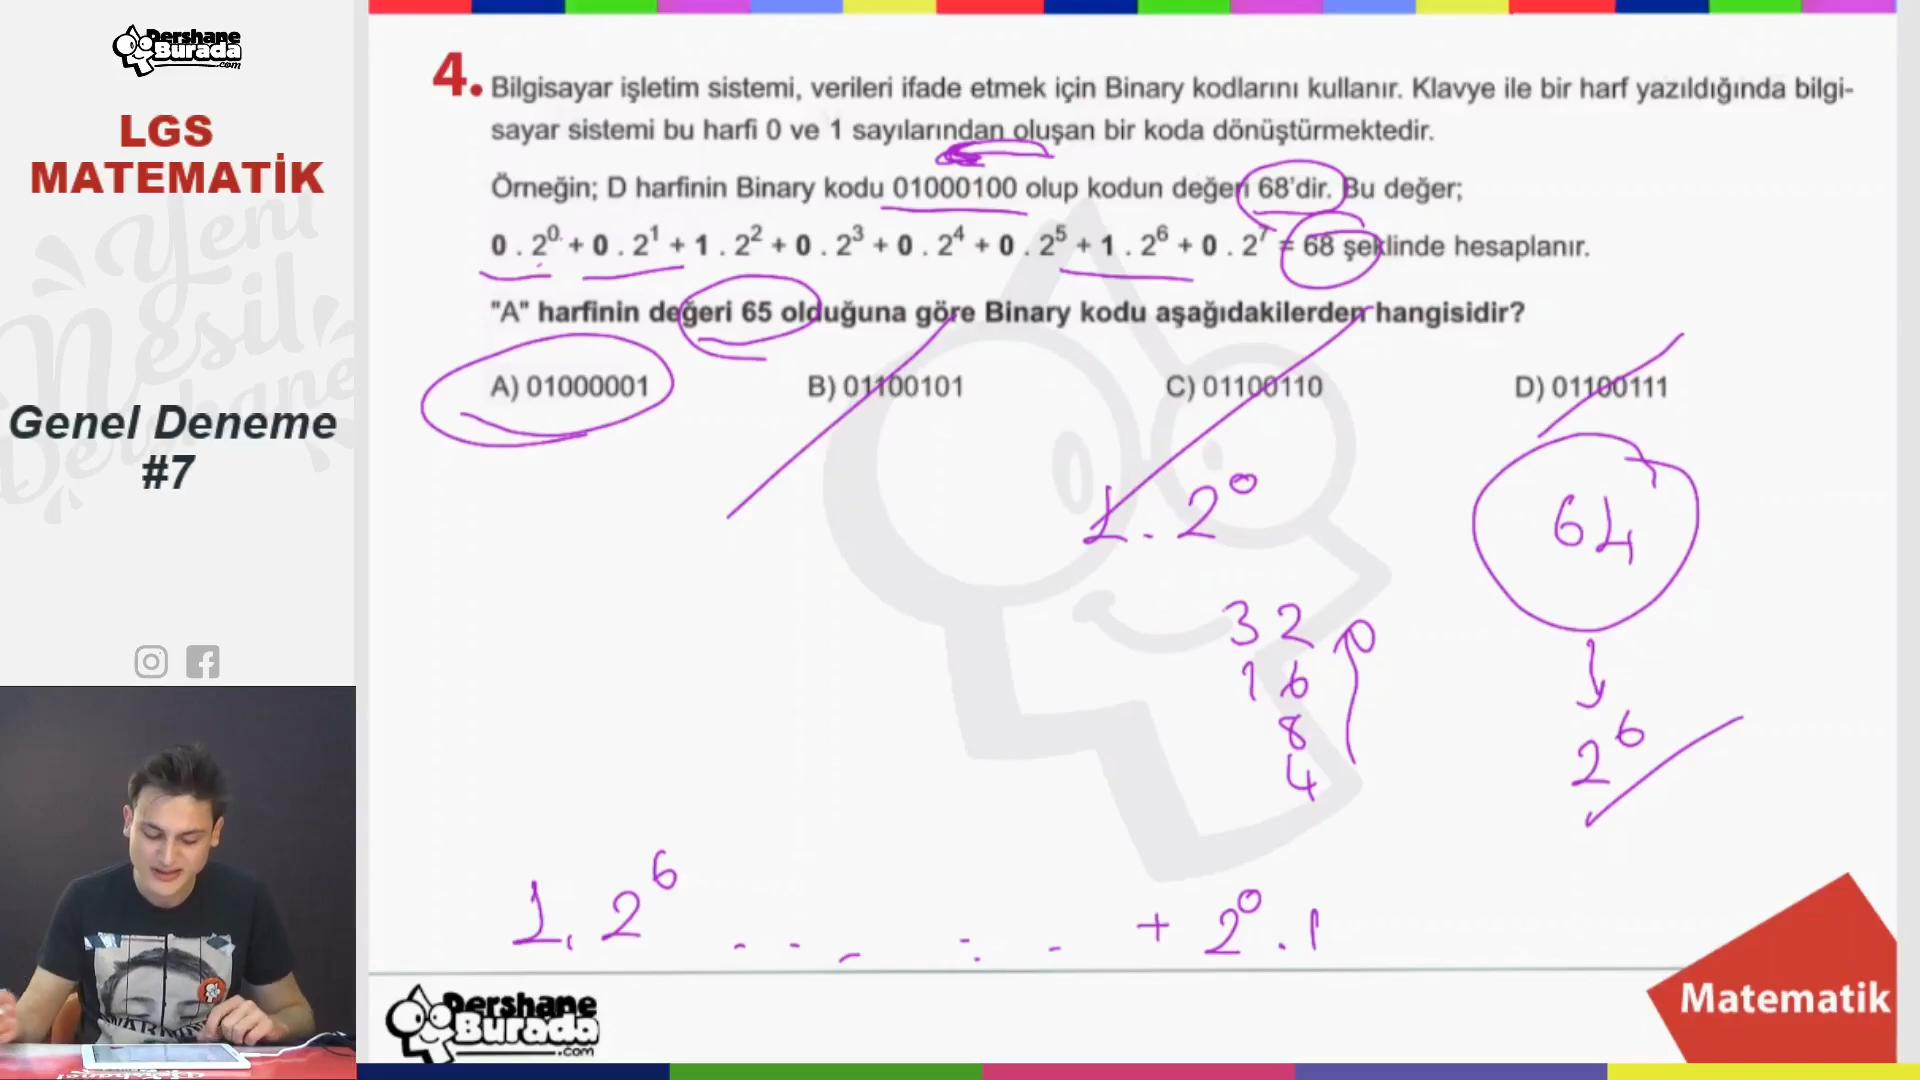 Dershane
Burada
.com
LGS
MATEMATİK
Yeni
Nesil
Dershane
Genel Deneme
#7
4. Bilgisayar işletim sistemi, verileri ifade etmek için Binary kodlarını kullanır. Klavye ile bir harf yazıldığında bilgi-
sayar sistemi bu harfi 0 ve 1 sayılarından oluşan bir koda dönüştürmektedir.
Örneğin; D harfinin Binary kodu 01000100 olup kodun değeri 68'dir. Bu değer;
0 . 2⁰ + 0 . 2¹ + 1 . 2² + 0 . 2³ + 0 . 2⁴ + 0 . 2⁵ + 1 . 2⁶ + 0 . 2⁷ = 68 şeklinde hesaplanır.
"A" harfinin değeri 65 olduğuna göre Binary kodu aşağıdakilerden hangisidir?
A) 01000001 B) 01100101 C) 01100110 D) 01100111
1 . 2⁰
64
32
16
8
4
2⁶
1 . 2⁶ . . . . . + 2⁰ . 1
Dershane
Burada
.com
Matematik